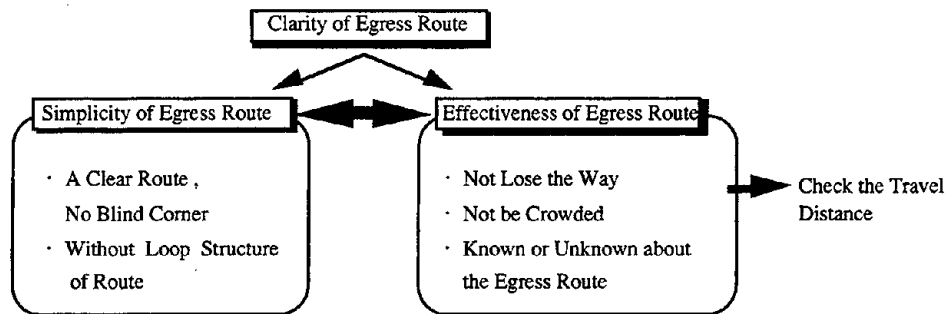 Clarity of Egress Route
Simplicity of Egress Route
· A Clear Route ,
No Blind Corner
· Without Loop Structure
of Route
Effectiveness of Egress Route
· Not Lose the Way
· Not be Crowded
· Known or Unknown about
the Egress Route
Check the Travel
Distance